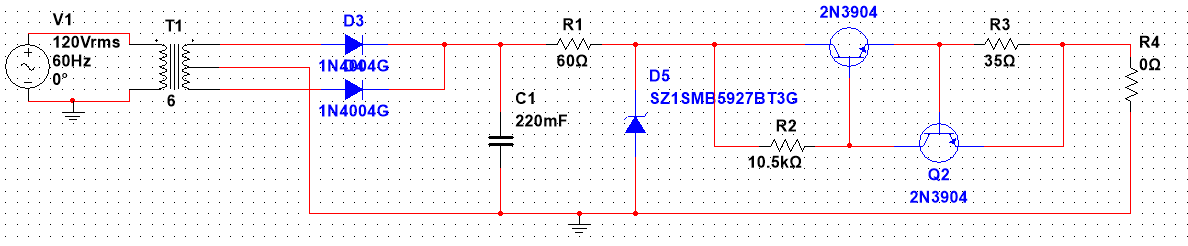 V1
120Vrms
60Hz
0°
T1
6
D3
1N4004G
1N4004G
C1
220mF
R1
60Ω
D5
SZ1SMB5927BT3G
R2
10.5kΩ
2N3904
Q2
2N3904
R3
35Ω
R4
0Ω